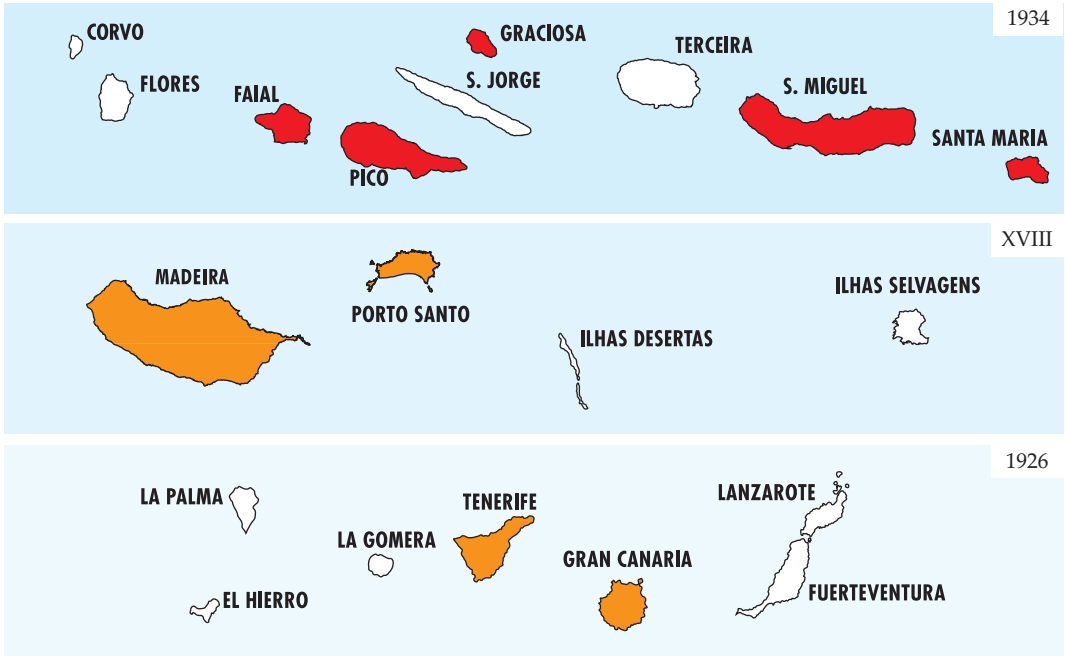 1934
CORVO
FLORES
FAIAL
PICO
GRACIOSA
S. JORGE
TERCEIRA
S. MIGUEL
SANTA MARIA
XVIII
MADEIRA
PORTO SANTO
ILHAS DESERTAS
ILHAS SELVAGENS
1926
LA PALMA
EL HIERRO
LA GOMERA
TENERIFE
GRAN CANARIA
LANZAROTE
FUERTEVENTURA